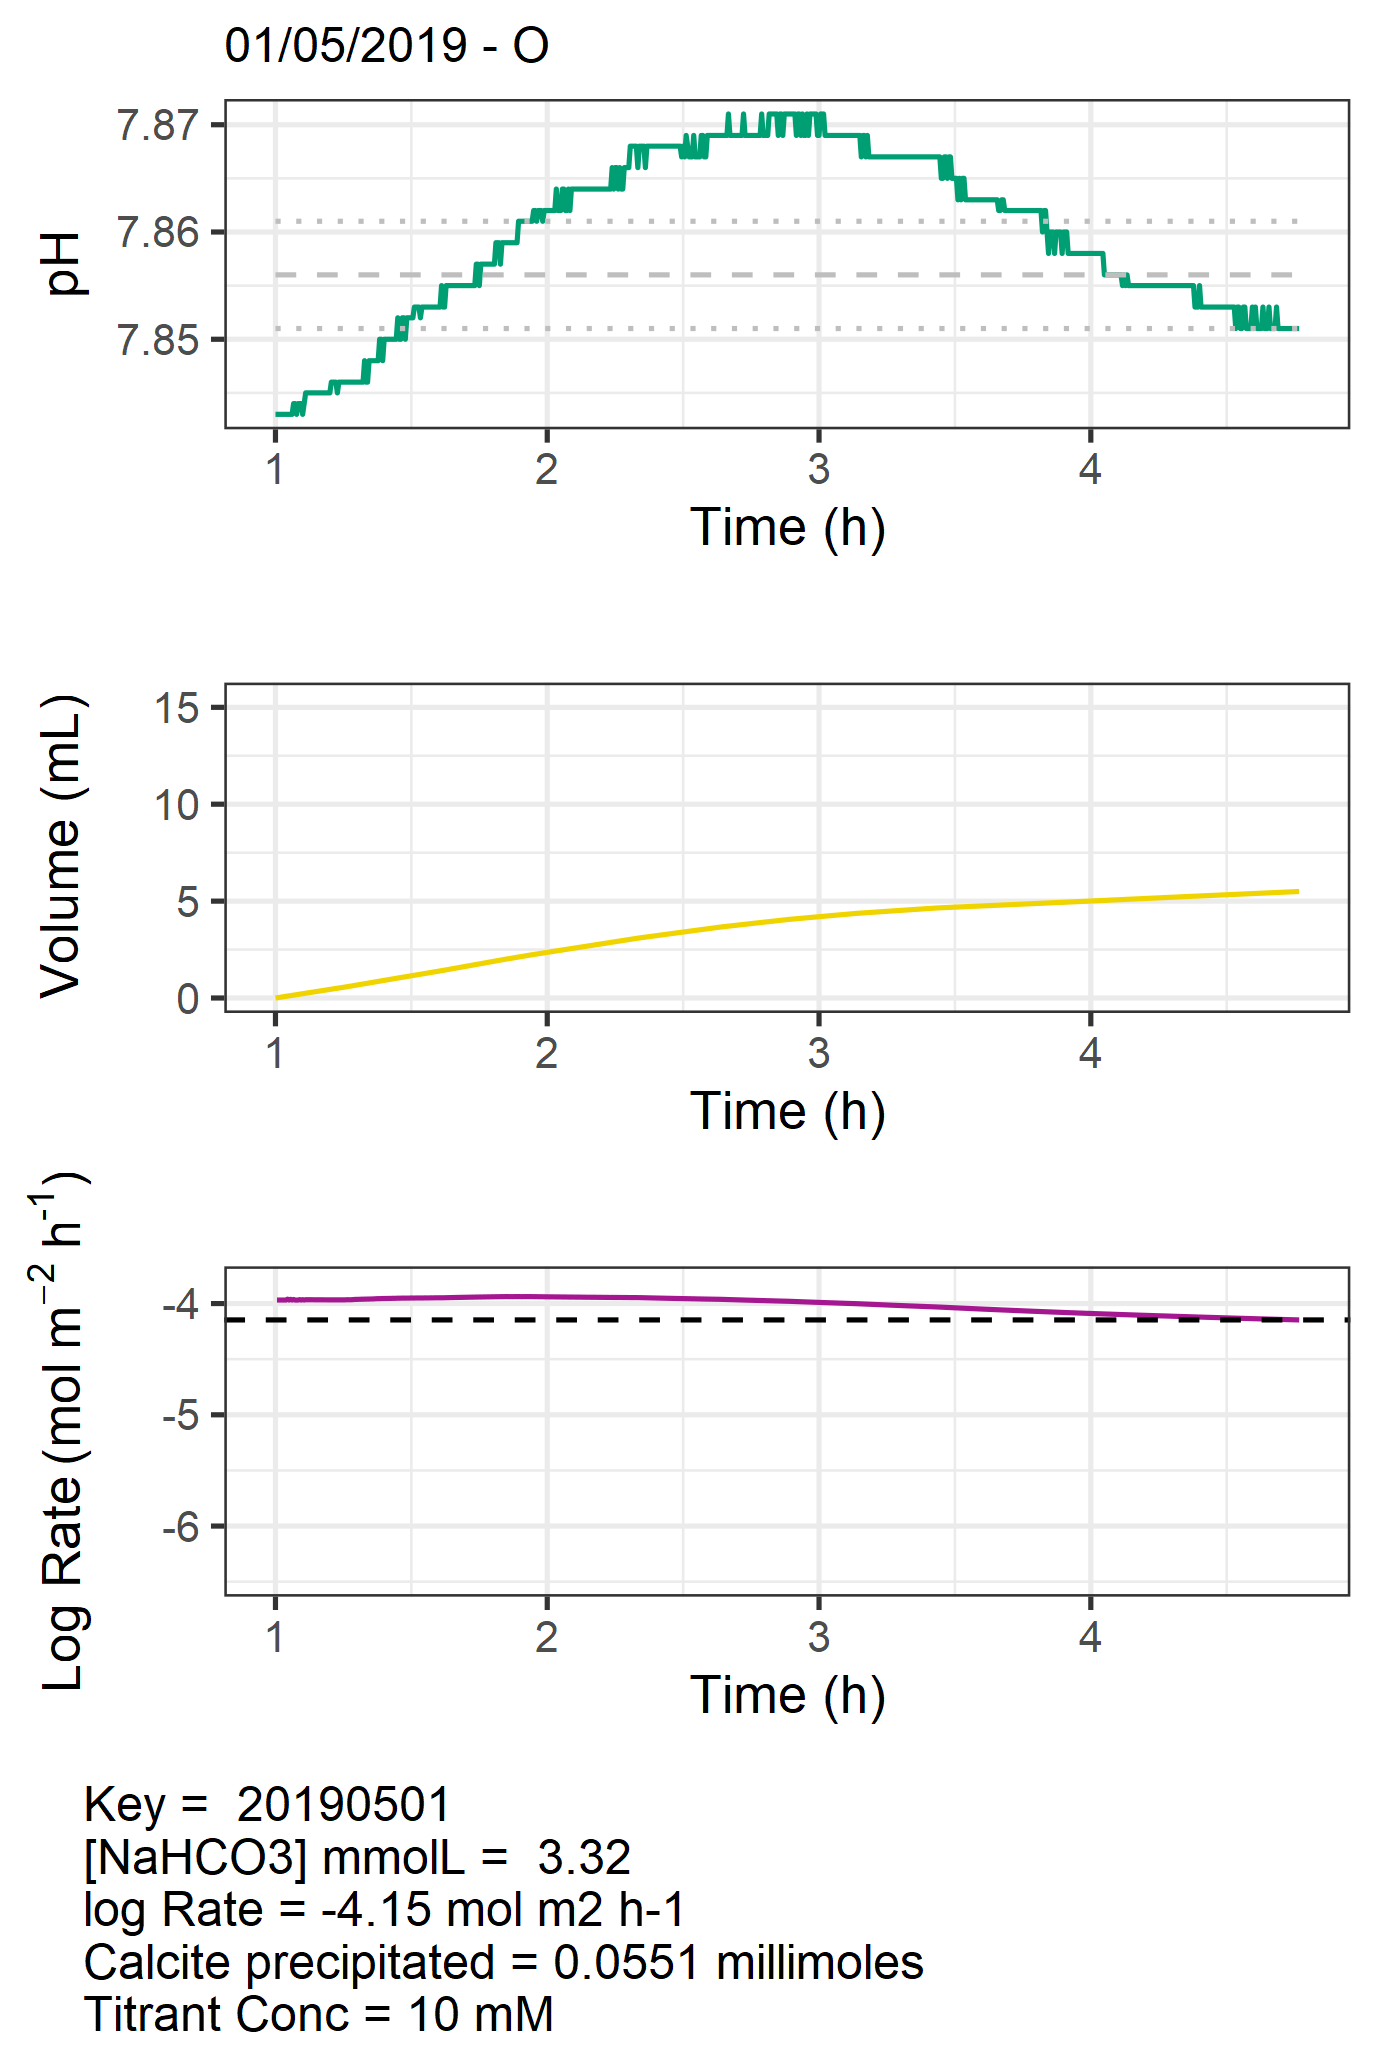 01/05/2019 - O
7.87
7.86
7.85
pH
1 2 3 4
Time (h)
15
10
5
0
Volume (mL)
1 2 3 4
Time (h)
-4
-5
-6
Log Rate (mol m⁻² h⁻¹)
1 2 3 4
Time (h)
Key =  20190501
[NaHCO3] mmolL =  3.32
log Rate = -4.15 mol m2 h-1
Calcite precipitated = 0.0551 millimoles
Titrant Conc = 10 mM